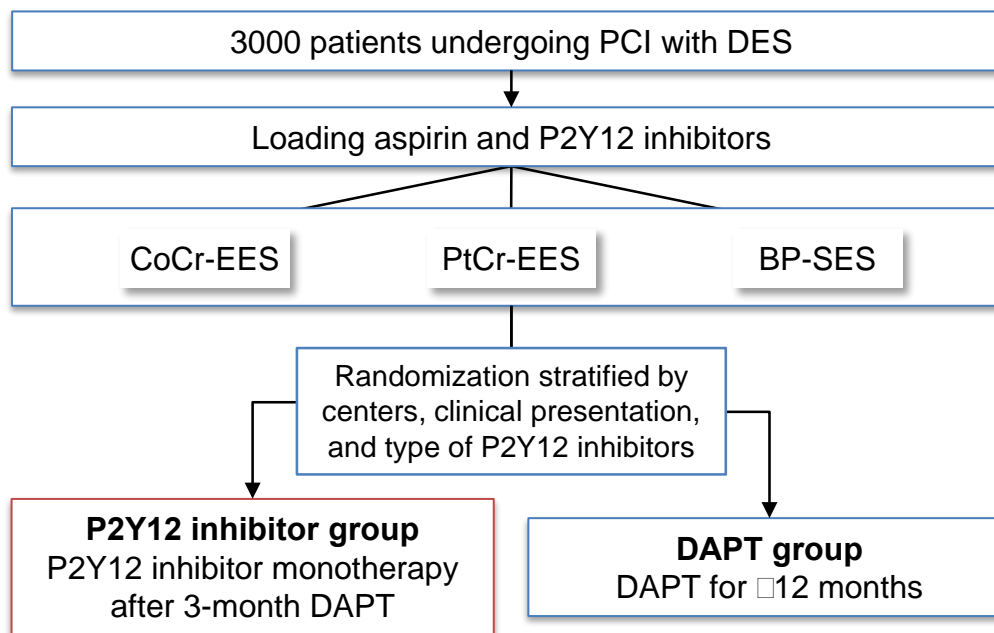 3000 patients undergoing PCI with DES
Loading aspirin and P2Y12 inhibitors
CoCr-EES
PtCr-EES
BP-SES
Randomization stratified by
centers, clinical presentation,
and type of P2Y12 inhibitors
P2Y12 inhibitor group
P2Y12 inhibitor monotherapy
after 3-month DAPT
DAPT group
DAPT for □12 months